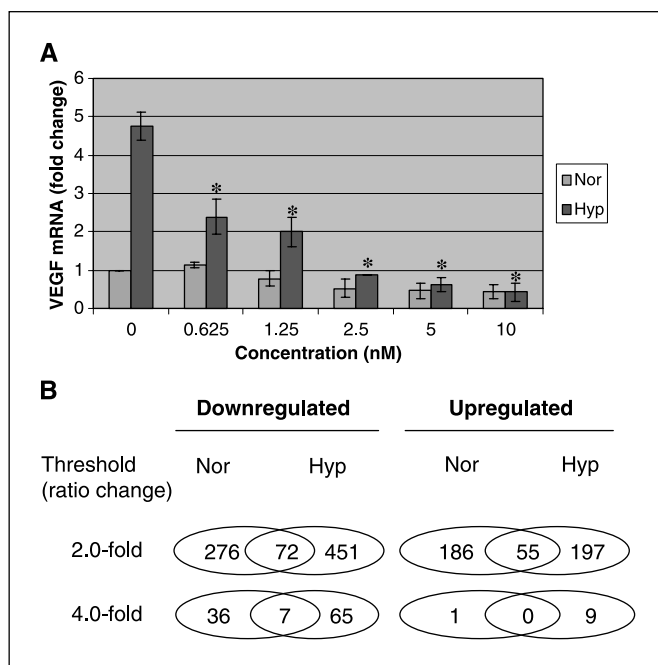 A
VEGF mRNA (fold change)
6
5
4
3
2
1
0
* * * * *
0 0.625 1.25 2.5 5 10
Concentration (nM)
Nor
Hyp
B
Downregulated Upregulated
Threshold
(ratio change)
Nor Hyp Nor Hyp
2.0-fold 276 72 451 186 55 197
4.0-fold 36 7 65 1 0 9